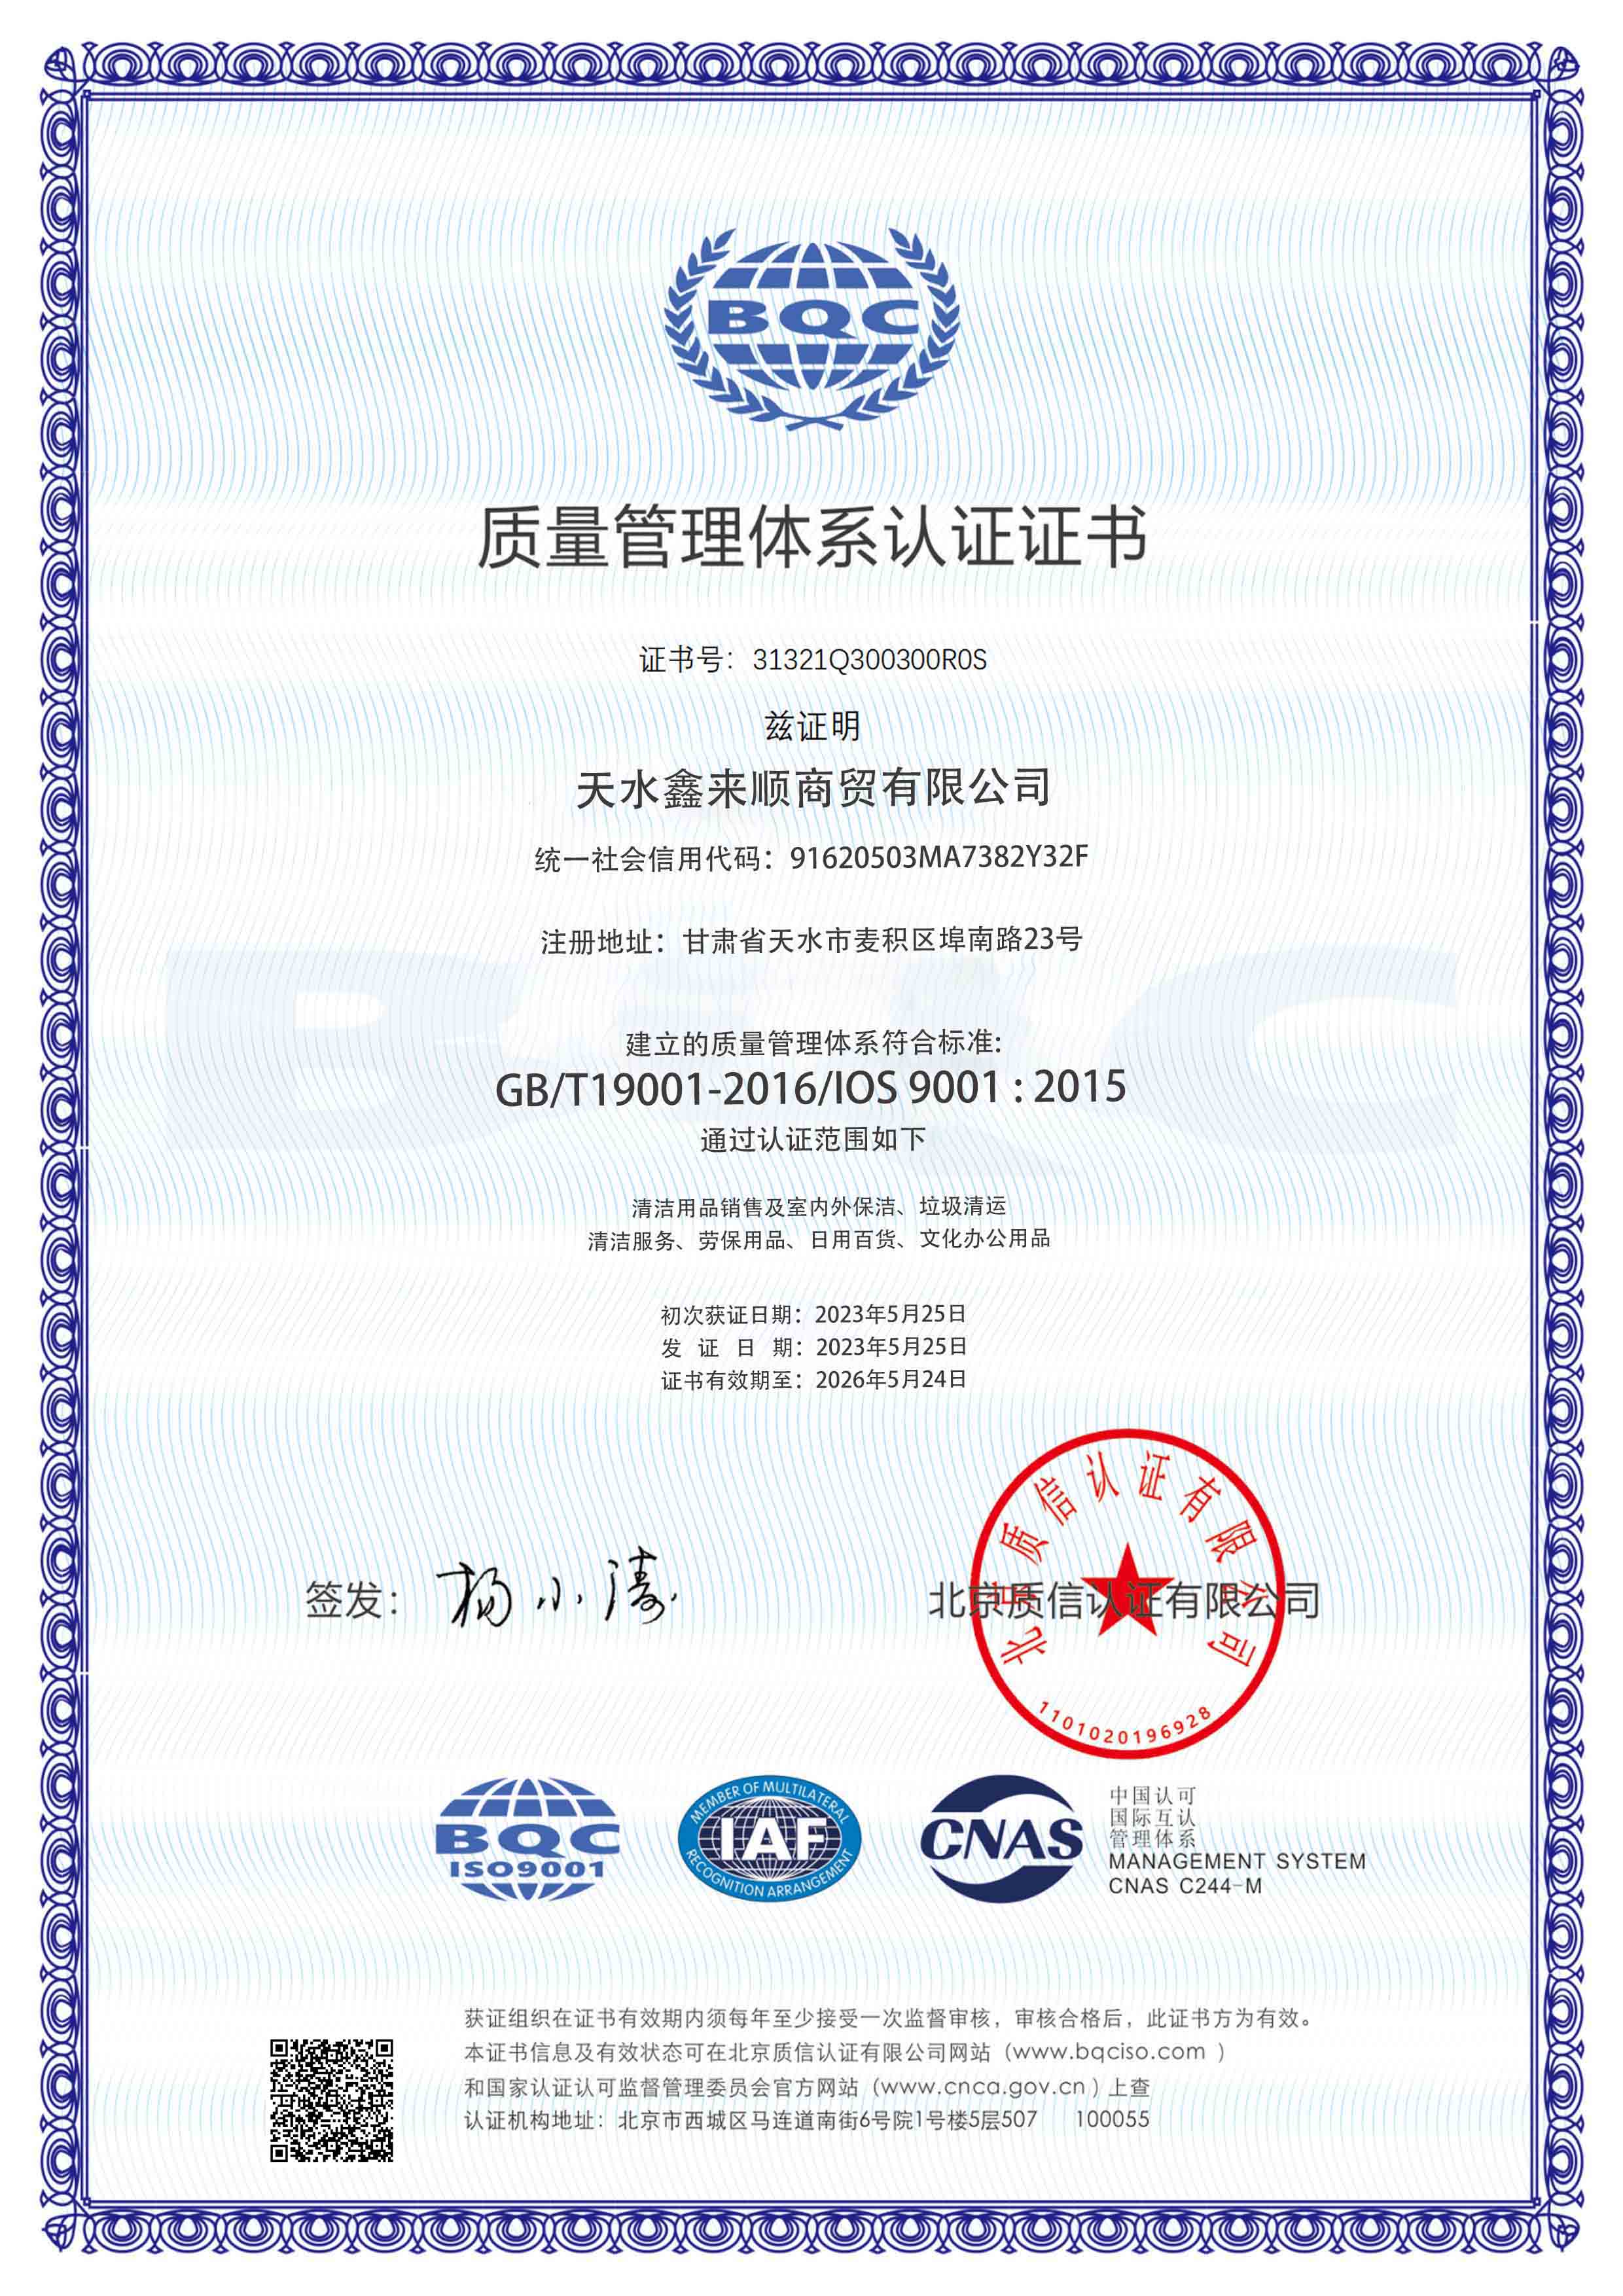 BQC
质量管理体系认证证书
证书号：31321Q300300R0S
兹证明
天水鑫来顺商贸有限公司
统一社会信用代码：91620503MA7382Y32F
注册地址：甘肃省天水市麦积区埠南路23号
建立的质量管理体系符合标准:
GB/T19001-2016/IOS 9001 : 2015
通过认证范围如下
清洁用品销售及室内外保洁、垃圾清运
清洁服务、劳保用品、日用百货、文化办公用品
初次获证日期：2023年5月25日
发 证 日 期：2023年5月25日
证书有效期至：2026年5月24日
签发：杨小涛
北京质信认证有限公司
北京质信认证有限公司
1101020196928
BQC
ISO9001
MEMBER OF MULTILATERAL
IAF
RECOGNITION ARRANGEMENT
CNAS
中国认可
国际互认
管理体系
MANAGEMENT SYSTEM
CNAS C244-M
获证组织在证书有效期内须每年至少接受一次监督审核，审核合格后，此证书方为有效。
本证书信息及有效状态可在北京质信认证有限公司网站（www.bqciso.com ）
和国家认证认可监督管理委员会官方网站（www.cnca.gov.cn）上查
认证机构地址：北京市西城区马连道南街6号院1号楼5层507 100055